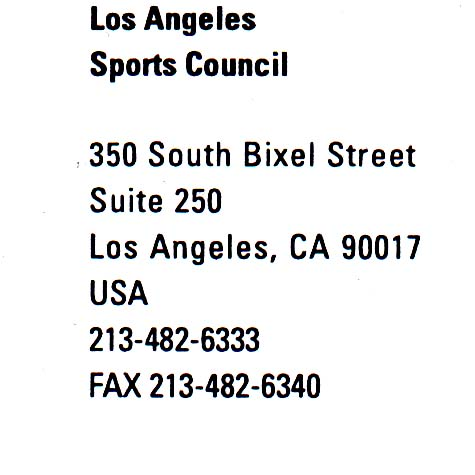 Los Angeles
Sports Council
350 South Bixel Street
Suite 250
Los Angeles, CA 90017
USA
213-482-6333
FAX 213-482-6340